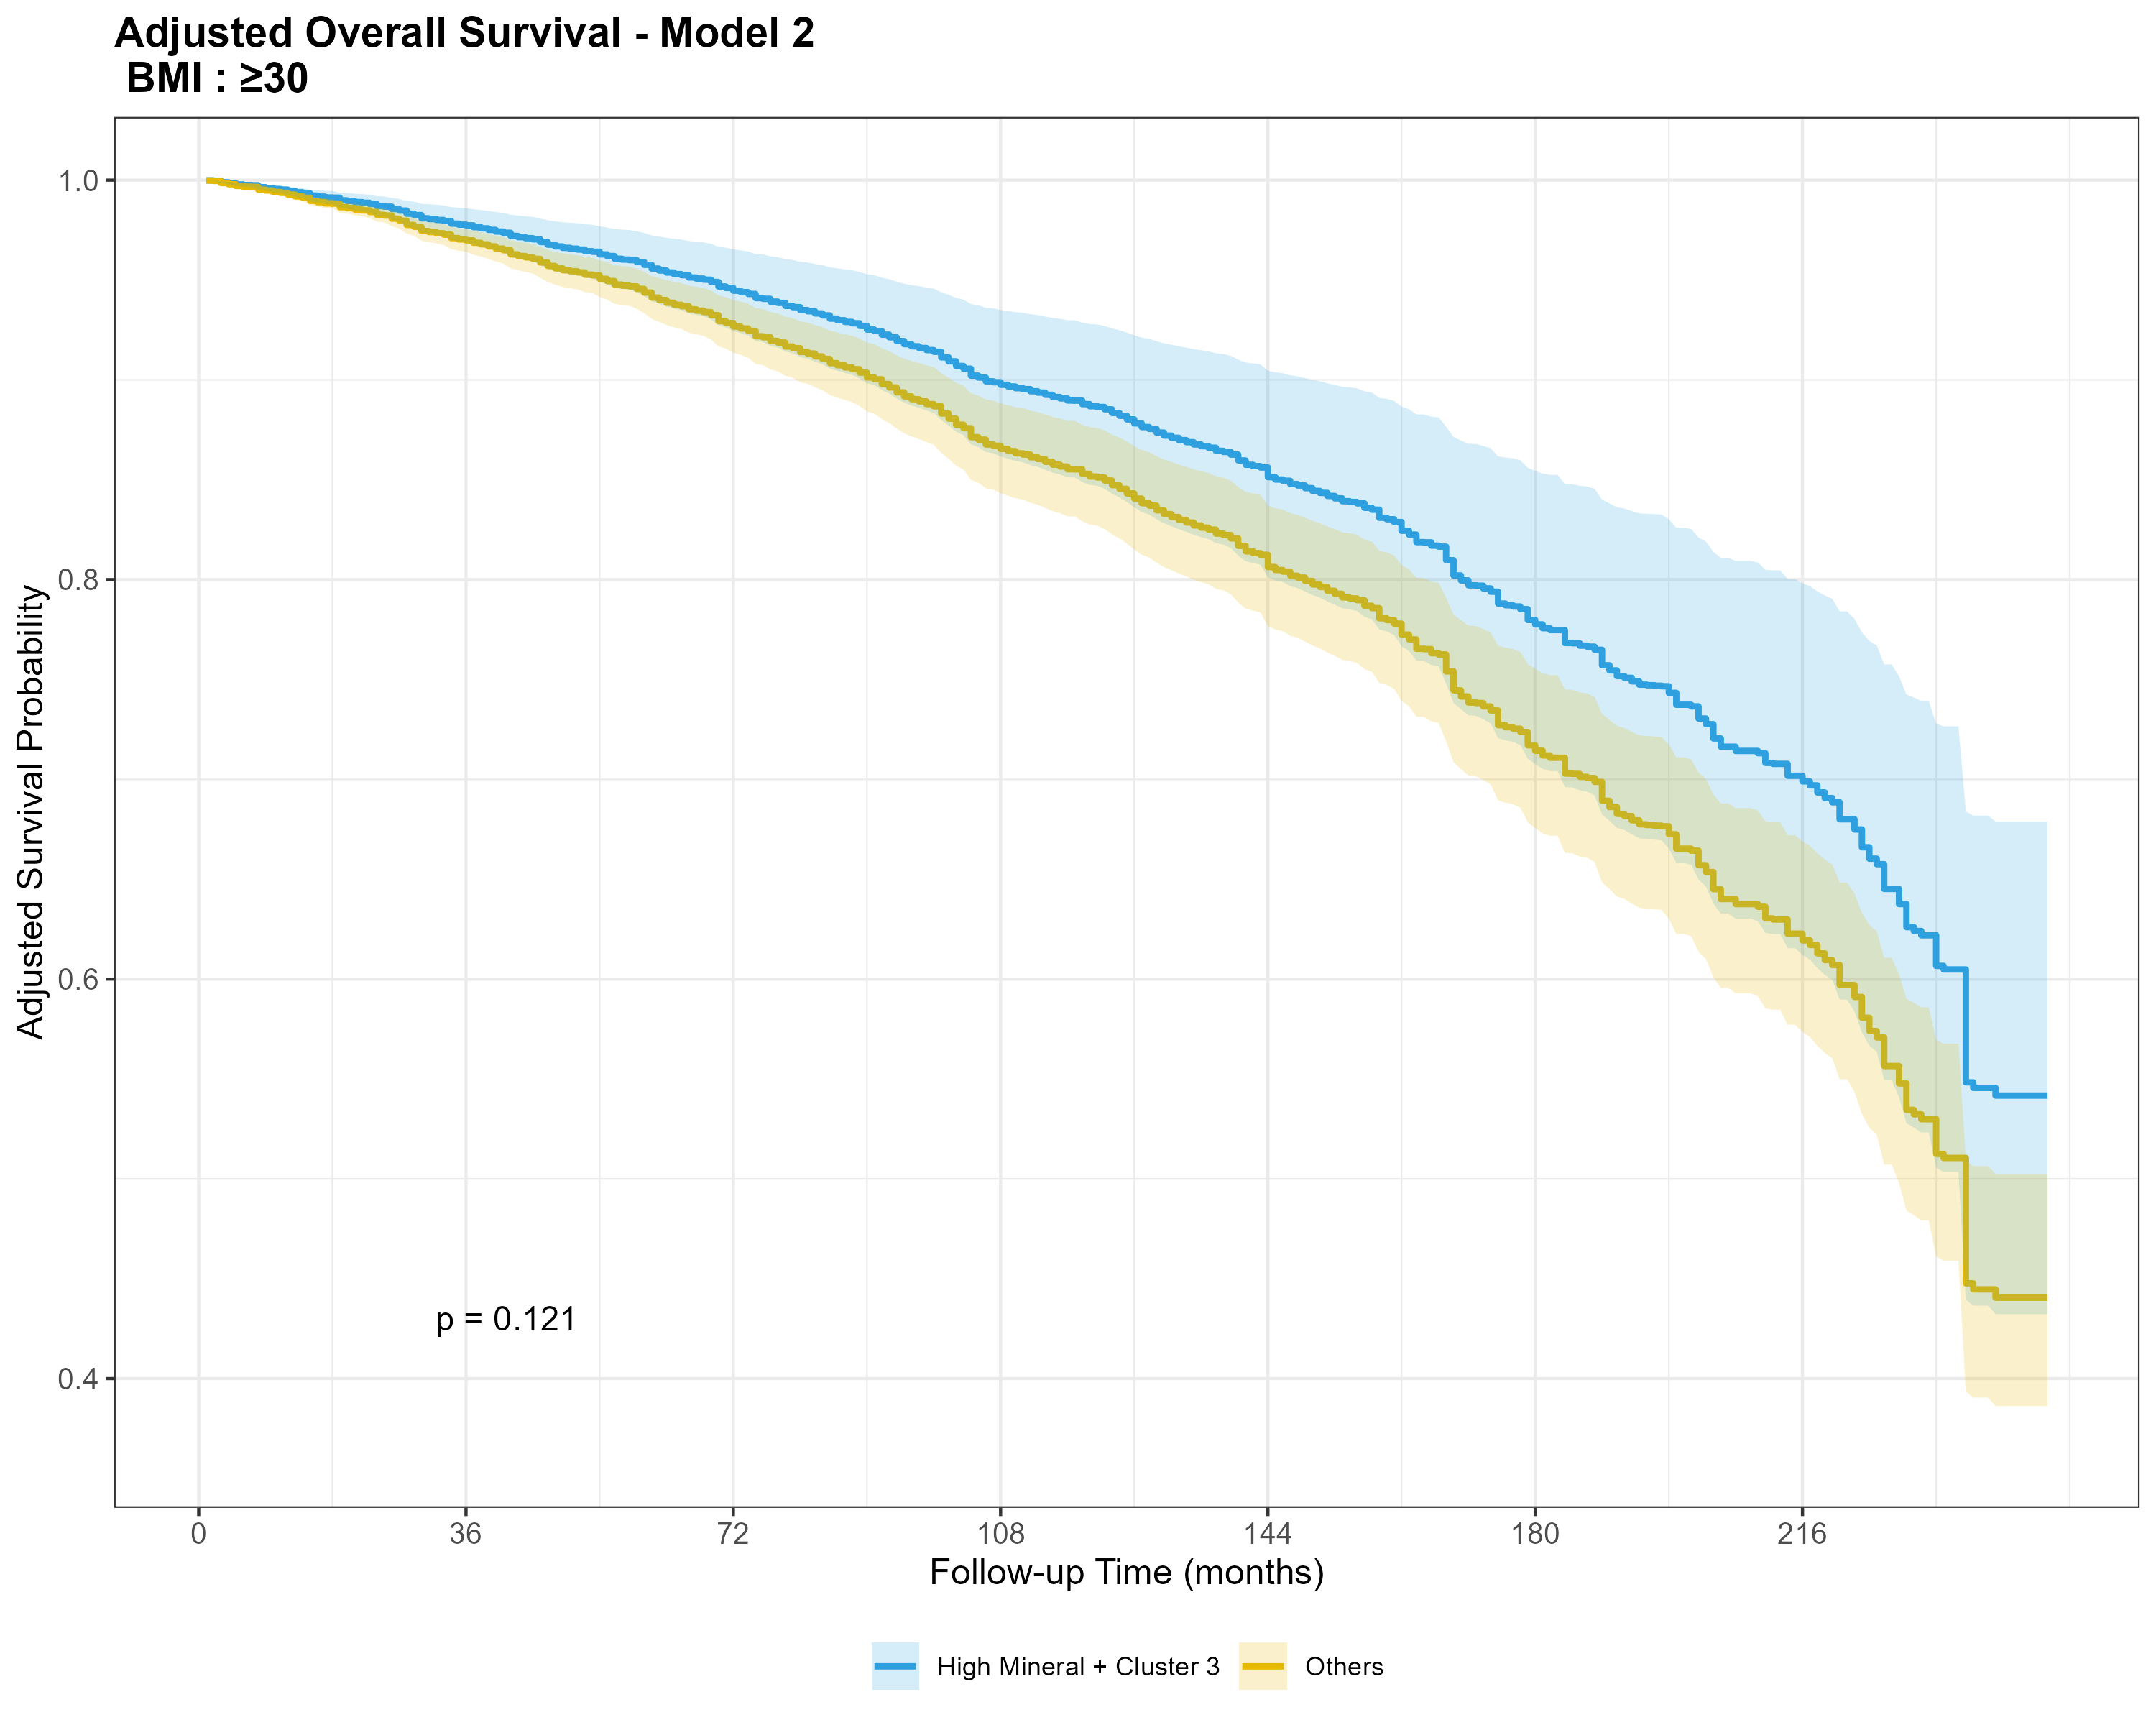 Adjusted Overall Survival - Model 2
BMI : ≥30
Adjusted Survival Probability
1.0
0.8
0.6
0.4
p = 0.121
0 36 72 108 144 180 216
Follow-up Time (months)
High Mineral + Cluster 3 Others